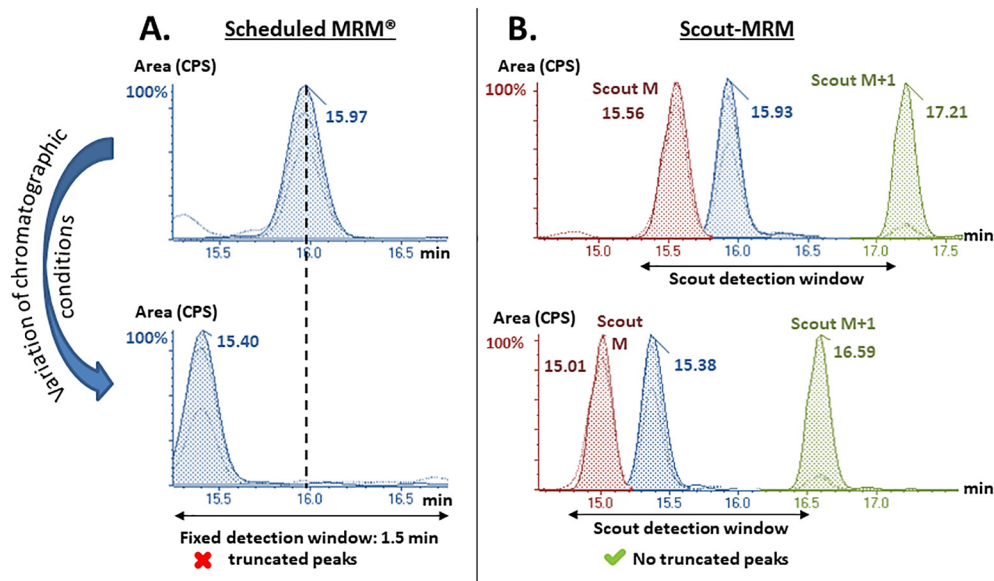 A.
Scheduled MRM®
Area (CPS)
100%
15.97
15.5
16.0
16.5
min
Variation of chromatographic
conditions
Area (CPS)
100%
15.40
15.5
16.0
16.5
min
Fixed detection window: 1.5 min
truncated peaks
B.
Scout-MRM
Area (CPS)
100%
Scout M
15.56
15.93
Scout M+1
17.21
15.0
15.5
16.0
16.5
17.0
17.5
min
Scout detection window
Area (CPS)
100%
Scout
M
15.01
15.38
Scout M+1
16.59
15.0
15.5
16.0
16.5
17.0
min
Scout detection window
No truncated peaks